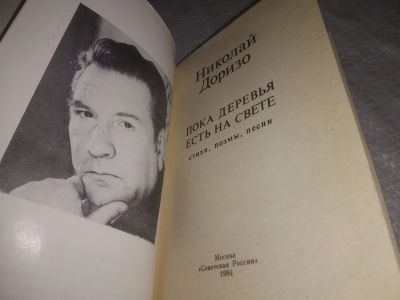 Николай
Доризо
ПОКА ДЕРЕВЬЯ
ЕСТЬ НА СВЕТЕ
стихи, поэмы, песни
Москва
«Советская Россия»
1984